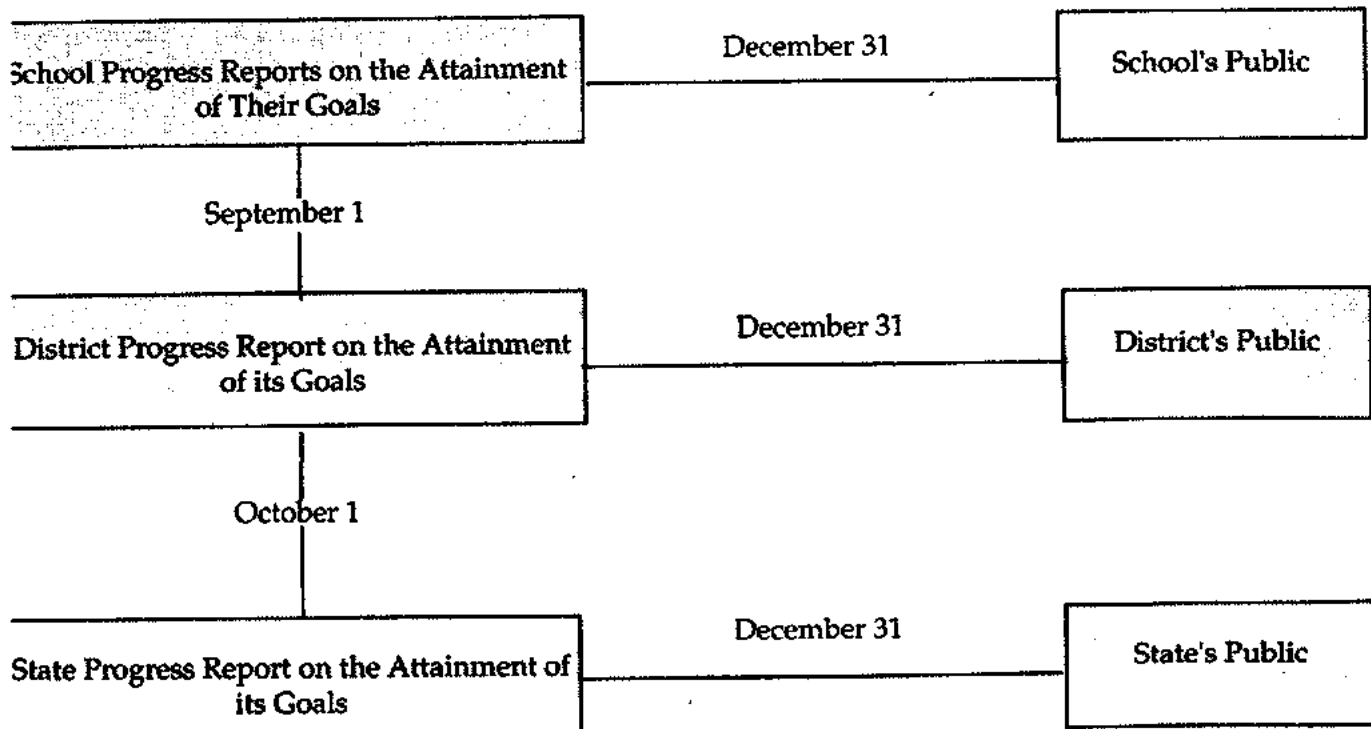 School Progress Reports on the Attainment
of Their Goals
December 31
School's Public
September 1
District Progress Report on the Attainment
of its Goals
December 31
District's Public
October 1
State Progress Report on the Attainment of
its Goals
December 31
State's Public